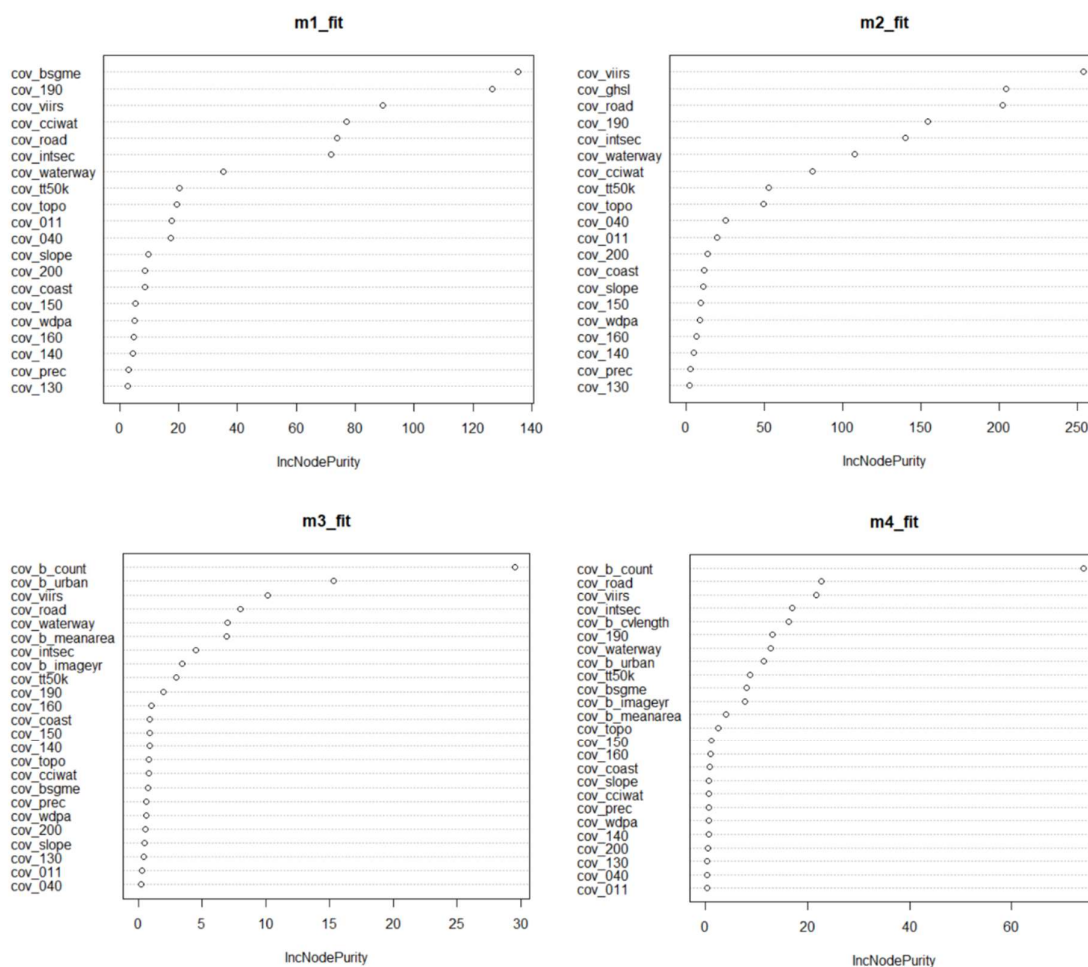 m1_fit
cov_bsgme
cov_190
cov_viirs
cov_cciwat
cov_road
cov_intsec
cov_waterway
cov_tt50k
cov_topo
cov_011
cov_040
cov_slope
cov_200
cov_coast
cov_150
cov_wdpa
cov_160
cov_140
cov_prec
cov_130
0 20 40 60 80 100 120 140
IncNodePurity
m2_fit
cov_viirs
cov_ghsl
cov_road
cov_190
cov_intsec
cov_waterway
cov_cciwat
cov_tt50k
cov_topo
cov_040
cov_011
cov_200
cov_coast
cov_slope
cov_150
cov_wdpa
cov_160
cov_140
cov_prec
cov_130
0 50 100 150 200 250
IncNodePurity
m3_fit
cov_b_count
cov_b_urban
cov_viirs
cov_road
cov_waterway
cov_b_meanarea
cov_intsec
cov_b_imageyr
cov_tt50k
cov_190
cov_160
cov_coast
cov_150
cov_140
cov_topo
cov_cciwat
cov_bsgme
cov_prec
cov_wdpa
cov_200
cov_slope
cov_130
cov_011
cov_040
0 5 10 15 20 25 30
IncNodePurity
m4_fit
cov_b_count
cov_road
cov_viirs
cov_intsec
cov_b_cvlength
cov_190
cov_waterway
cov_b_urban
cov_tt50k
cov_bsgme
cov_b_imageyr
cov_b_meanarea
cov_topo
cov_150
cov_160
cov_coast
cov_slope
cov_cciwat
cov_prec
cov_wdpa
cov_140
cov_200
cov_130
cov_040
cov_011
0 20 40 60
IncNodePurity